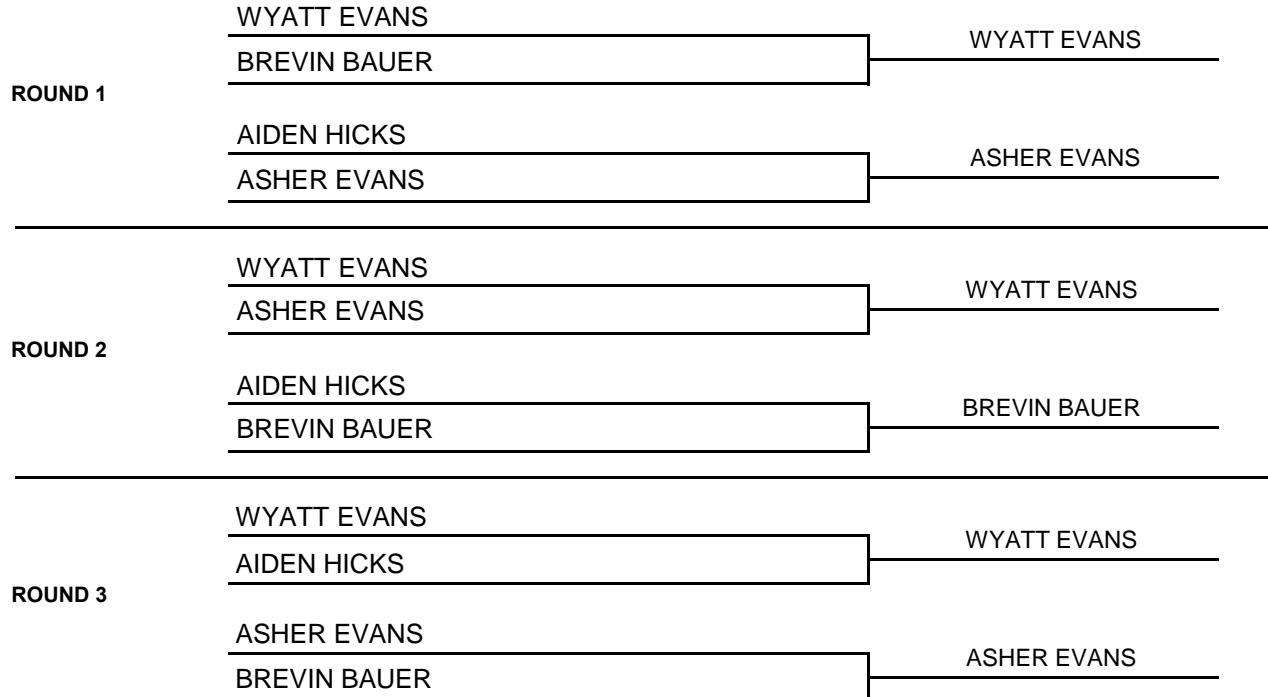 WYATT EVANS
WYATT EVANS
BREVIN BAUER
ROUND 1
AIDEN HICKS
ASHER EVANS
ASHER EVANS
WYATT EVANS
WYATT EVANS
ASHER EVANS
ROUND 2
AIDEN HICKS
BREVIN BAUER
BREVIN BAUER
WYATT EVANS
WYATT EVANS
AIDEN HICKS
ROUND 3
ASHER EVANS
ASHER EVANS
BREVIN BAUER